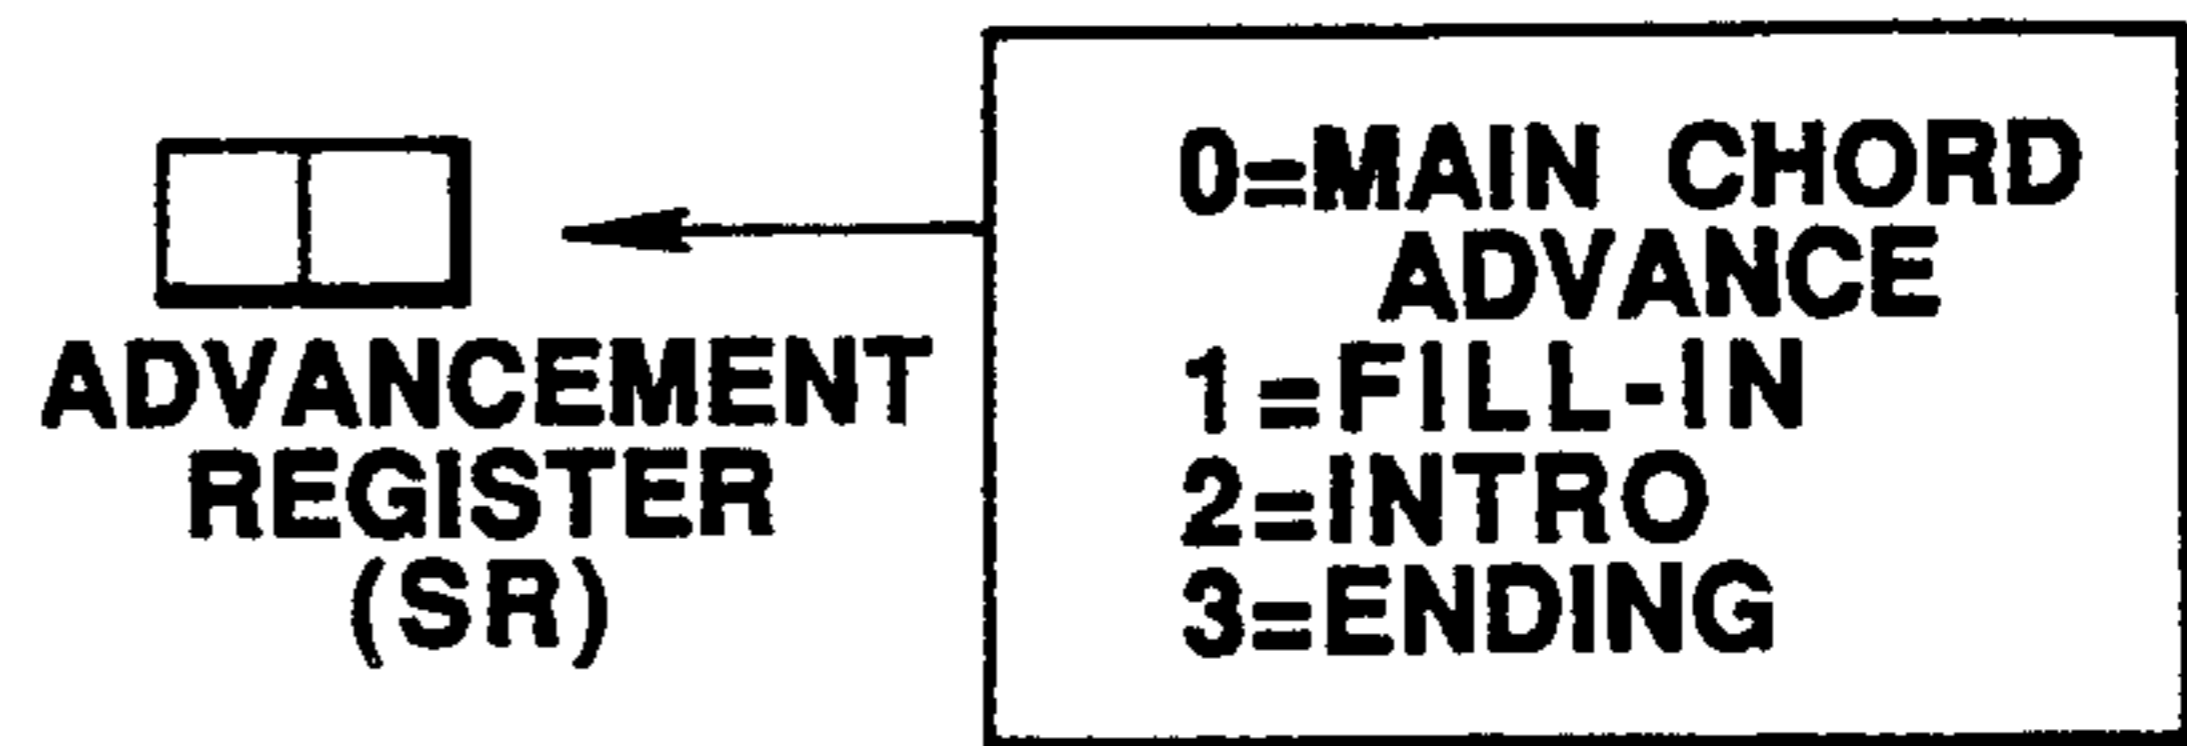 ADVANCEMENT
REGISTER
(SR)
0=MAIN CHORD
ADVANCE
1=FILL-IN
2=INTRO
3=ENDING